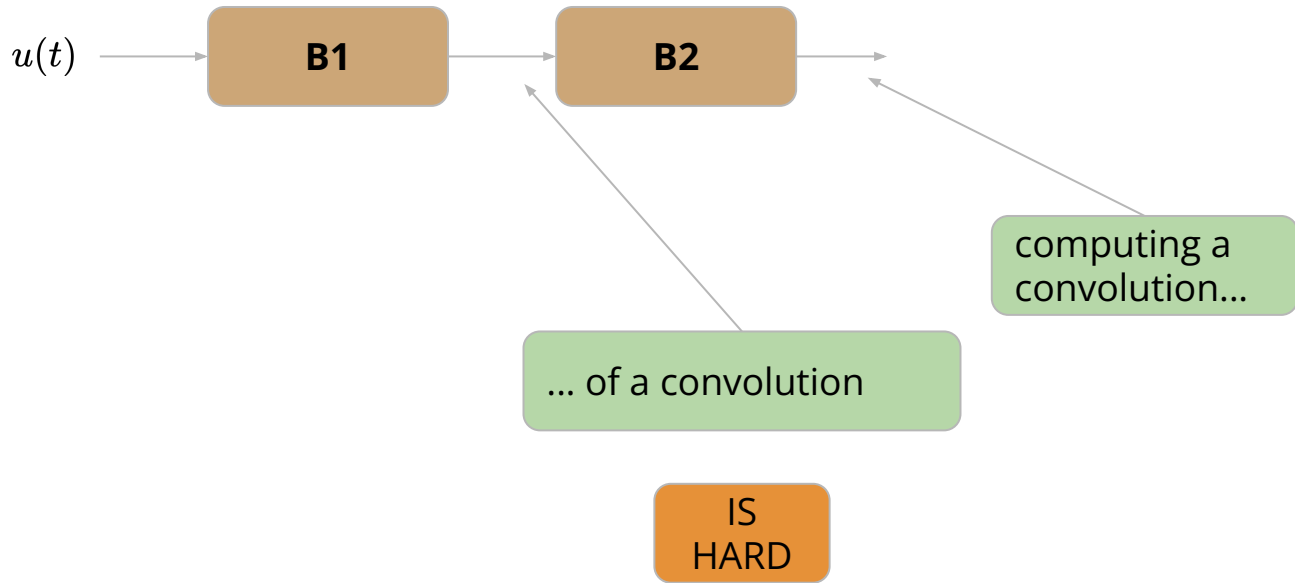 u(t)
B1
B2
computing a
convolution...
... of a convolution
IS
HARD